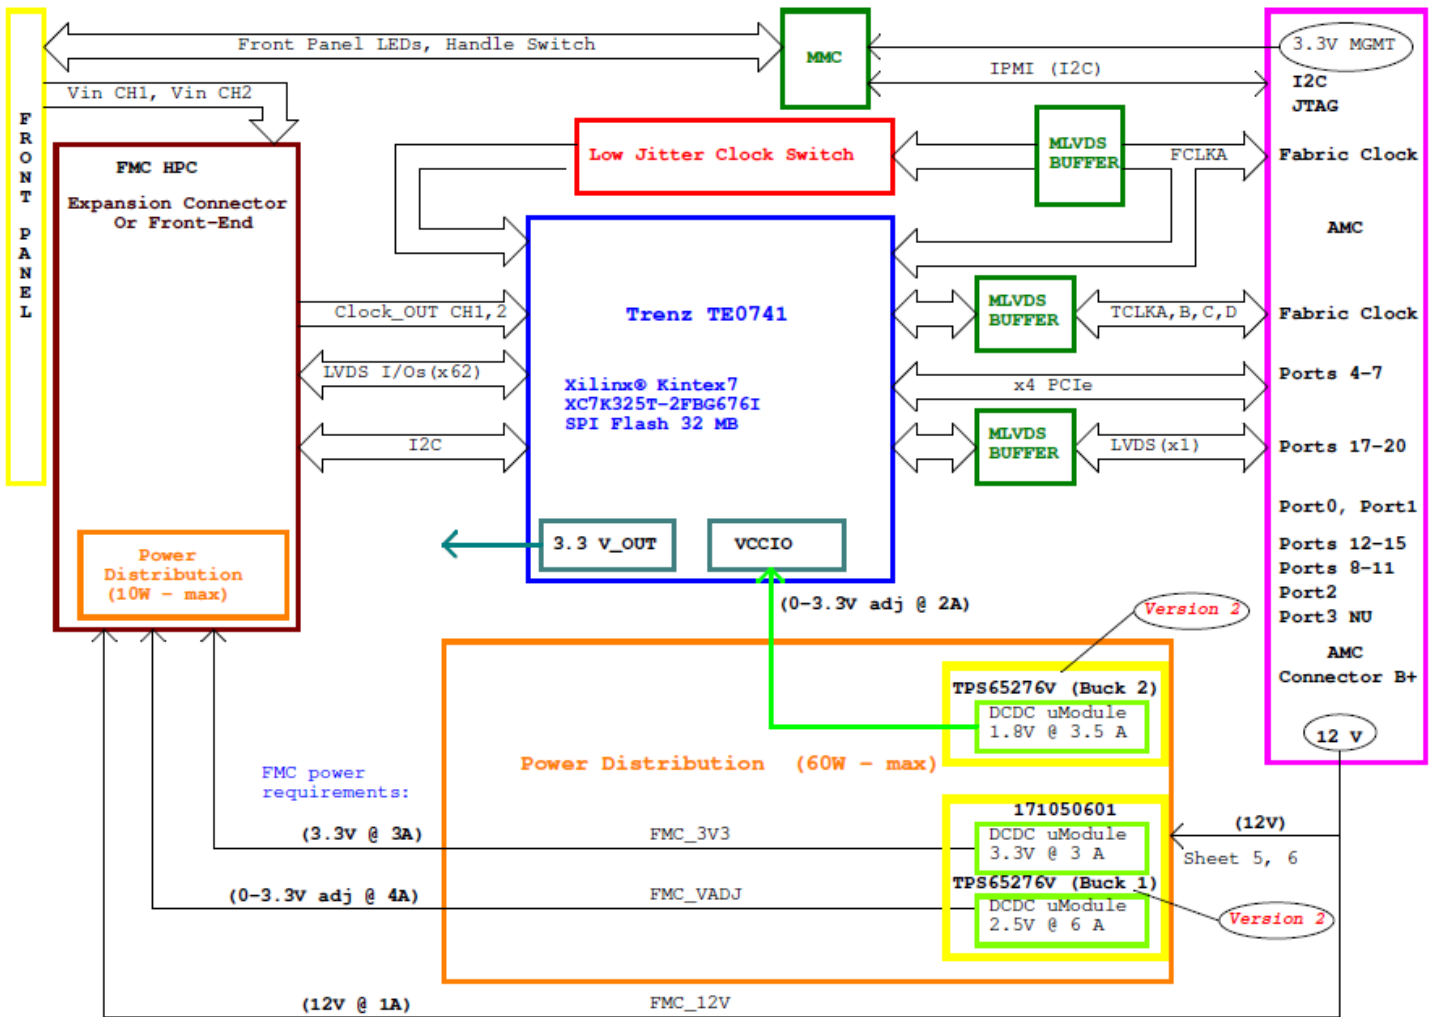 FRONT PANEL
Front Panel LEDs, Handle Switch
MMC
3.3V MGMT
IPMI (I2C)
I2C
JTAG
Vin CH1, Vin CH2
Low Jitter Clock Switch
MLVDS
BUFFER
FCLKA
Fabric Clock
FMC HPC
Expansion Connector
Or Front-End
AMC
Clock_OUT CH1,2
Trenz TE0741
MLVDS
BUFFER
TCLKA,B,C,D
Fabric Clock
LVDS I/Os(x62)
Xilinx® Kintex7
XC7K325T-2FBG676I
SPI Flash 32 MB
x4 PCIe
Ports 4-7
I2C
MLVDS
BUFFER
LVDS(x1)
Ports 17-20
Port0, Port1
Ports 12-15
Ports 8-11
Port2
Port3 NU
3.3 V_OUT
VCCIO
Power
Distribution
(10W - max)
(0-3.3V adj @ 2A)
Version 2
AMC
Connector B+
TPS65276V (Buck 2)
DCDC uModule
1.8V @ 3.5 A
12 V
Power Distribution (60W - max)
FMC power
requirements:
171050601
DCDC uModule
3.3V @ 3 A
(12V)
Sheet 5, 6
(3.3V @ 3A)
FMC_3V3
TPS65276V (Buck 1)
DCDC uModule
2.5V @ 6 A
Version 2
(0-3.3V adj @ 4A)
FMC_VADJ
(12V @ 1A)
FMC_12V